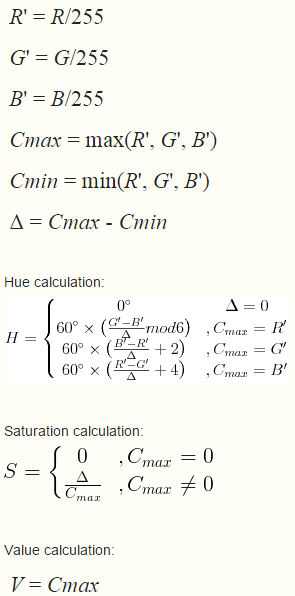 R' = R/255
G' = G/255
B' = B/255
Cmax = max(R', G', B')
Cmin = min(R', G', B')
Δ = Cmax - Cmin
Hue calculation:
H = { 0° Δ = 0
60° × (G′−B′/Δ mod6) , Cmax = R′
60° × (B′−R′/Δ + 2) , Cmax = G′
60° × (R′−G′/Δ + 4) , Cmax = B′
Saturation calculation:
S = { 0 , Cmax = 0
Δ/Cmax , Cmax ≠ 0
Value calculation:
V = Cmax